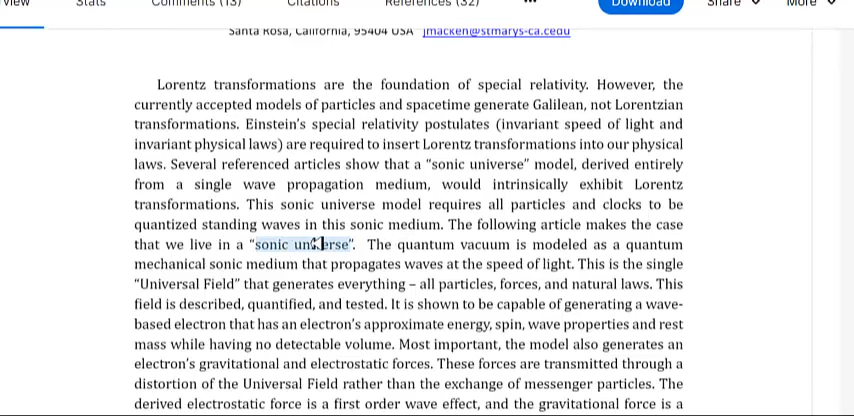 view Stats Comments (13) Citations References (32) ... Download Share More
Santa Rosa, California, 95404 USA jmacken@stmarys-ca.cedu
Lorentz transformations are the foundation of special relativity. However, the
currently accepted models of particles and spacetime generate Galilean, not Lorentzian
transformations. Einstein's special relativity postulates (invariant speed of light and
invariant physical laws) are required to insert Lorentz transformations into our physical
laws. Several referenced articles show that a “sonic universe” model, derived entirely
from a single wave propagation medium, would intrinsically exhibit Lorentz
transformations. This sonic universe model requires all particles and clocks to be
quantized standing waves in this sonic medium. The following article makes the case
that we live in a “sonic universe”. The quantum vacuum is modeled as a quantum
mechanical sonic medium that propagates waves at the speed of light. This is the single
“Universal Field” that generates everything – all particles, forces, and natural laws. This
field is described, quantified, and tested. It is shown to be capable of generating a wave-
based electron that has an electron's approximate energy, spin, wave properties and rest
mass while having no detectable volume. Most important, the model also generates an
electron's gravitational and electrostatic forces. These forces are transmitted through a
distortion of the Universal Field rather than the exchange of messenger particles. The
derived electrostatic force is a first order wave effect, and the gravitational force is a